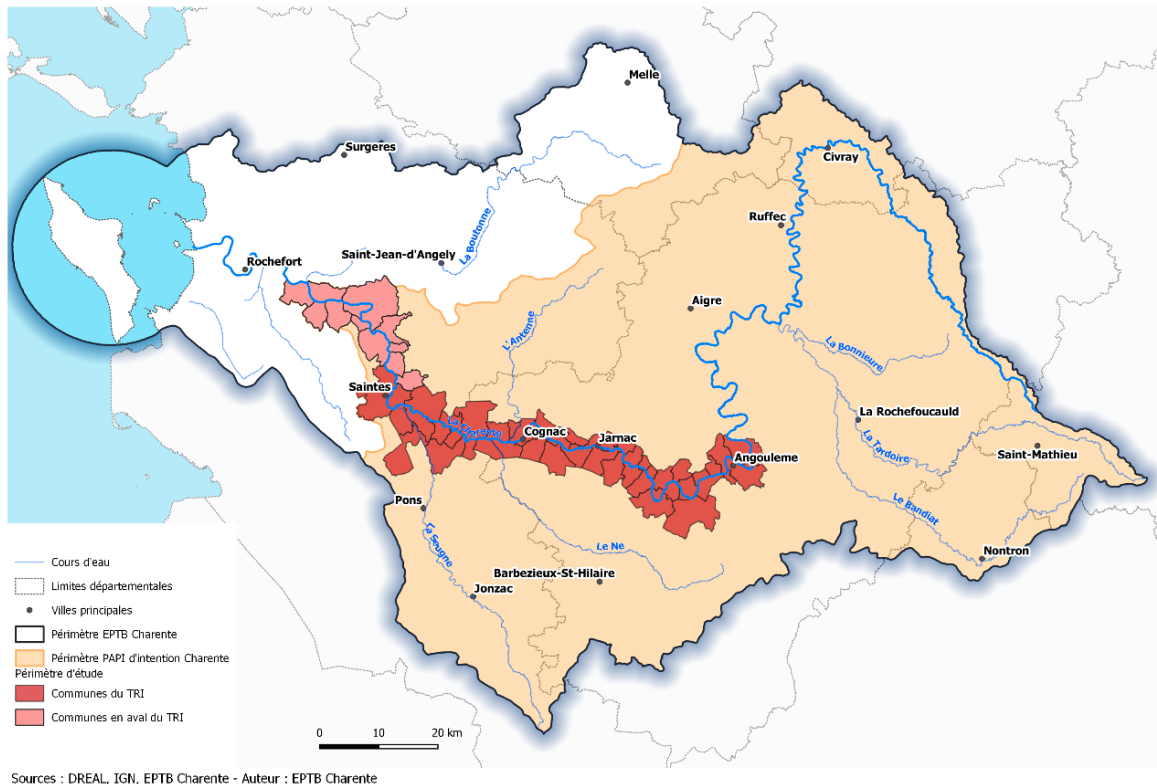 Melle
Surgeres
Civray
La Boutonne
Ruffec
Saint-Jean-d'Angely
Rochefort
Aigre
L'Antenne
La Bonnieure
Saintes
La Rochefoucauld
La Charente
Cognac
Jarnac
La Tardoire
Saint-Mathieu
Angouleme
Pons
Le Bandiat
La Seugne
Le Ne
Nontron
Barbezieux-St-Hilaire
Jonzac
Cours d'eau
Limites départementales
Villes principales
Périmètre EPTB Charente
Périmètre PAPI d'intention Charente
Périmètre d'étude
Communes du TRI
Communes en aval du TRI
0 10 20 km
Sources : DREAL, IGN, EPTB Charente - Auteur : EPTB Charente